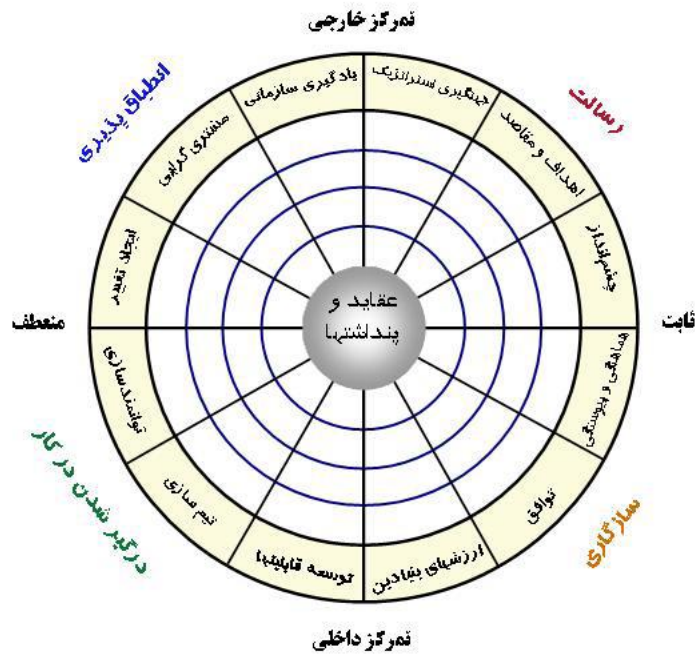 تمرکز خارجی
انطباق پذیری
رسالت
یادگیری سازمانی
جهتگیری استراتژیک
مشتری گرایی
اهداف و مقاصد
ایجاد تغییر
چشم‌انداز
منعطف
عقاید و
پنداشتها
ثابت
توانمندسازی
هماهنگی و پیوستگی
تیم سازی
توافق
توسعه قابلیتها
ارزشهای بنیادین
درگیر شدن در کار
سازگاری
تمرکز داخلی